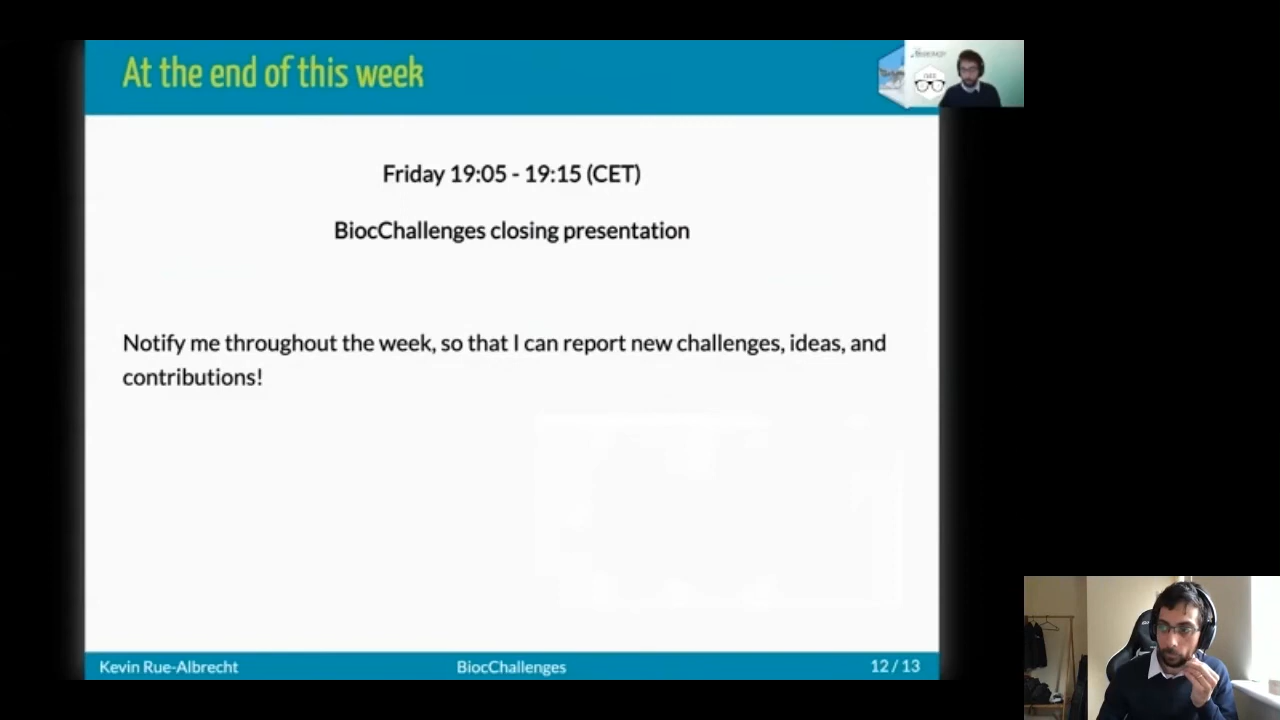 At the end of this week
Friday 19:05 - 19:15 (CET)
BiocChallenges closing presentation
Notify me throughout the week, so that I can report new challenges, ideas, and
contributions!
Kevin Rue-Albrecht
BiocChallenges
12 / 13